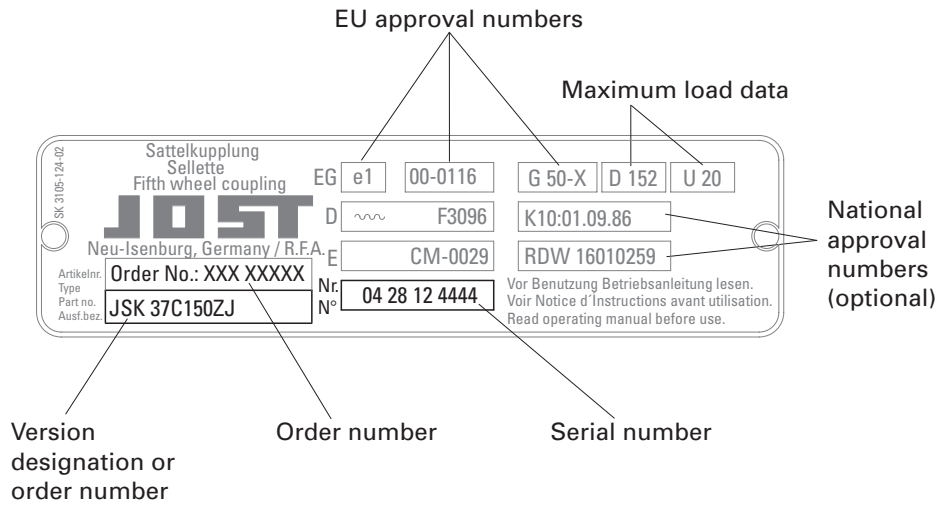 EU approval numbers
Maximum load data
SK 3105-124-02
Sattelkupplung
Sellette
Fifth wheel coupling
JOST
Neu-Isenburg, Germany / R.F.A.
EG e1 00-0116 G 50-X D 152 U 20
D F3096 K10:01.09.86
E CM-0029 RDW 16010259
Artikelnr.
Type
Part no.
Ausf.bez.
Order No.: XXX XXXXX
JSK 37C150ZJ
Nr.
N°
04 28 12 4444
Vor Benutzung Betriebsanleitung lesen.
Voir Notice d´Instructions avant utilisation.
Read operating manual before use.
National
approval
numbers
(optional)
Version
designation or
order number
Order number
Serial number